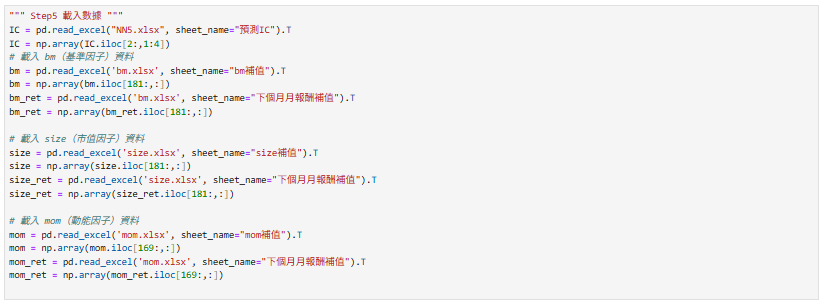 """ Step5 載入數據 """
IC = pd.read_excel("NN5.xlsx", sheet_name="預測IC").T
IC = np.array(IC.iloc[2:,1:4])
# 載入 bm（基準因子）資料
bm = pd.read_excel('bm.xlsx', sheet_name="bm補值").T
bm = np.array(bm.iloc[181:,:])
bm_ret = pd.read_excel('bm.xlsx', sheet_name="下個月月報酬補值").T
bm_ret = np.array(bm_ret.iloc[181:,:])
# 載入 size（市值因子）資料
size = pd.read_excel('size.xlsx', sheet_name="size補值").T
size = np.array(size.iloc[181:,:])
size_ret = pd.read_excel('size.xlsx', sheet_name="下個月月報酬補值").T
size_ret = np.array(size_ret.iloc[181:,:])
# 載入 mom（動能因子）資料
mom = pd.read_excel('mom.xlsx', sheet_name="mom補值").T
mom = np.array(mom.iloc[169:,:])
mom_ret = pd.read_excel('mom.xlsx', sheet_name="下個月月報酬補值").T
mom_ret = np.array(mom_ret.iloc[169:,:])